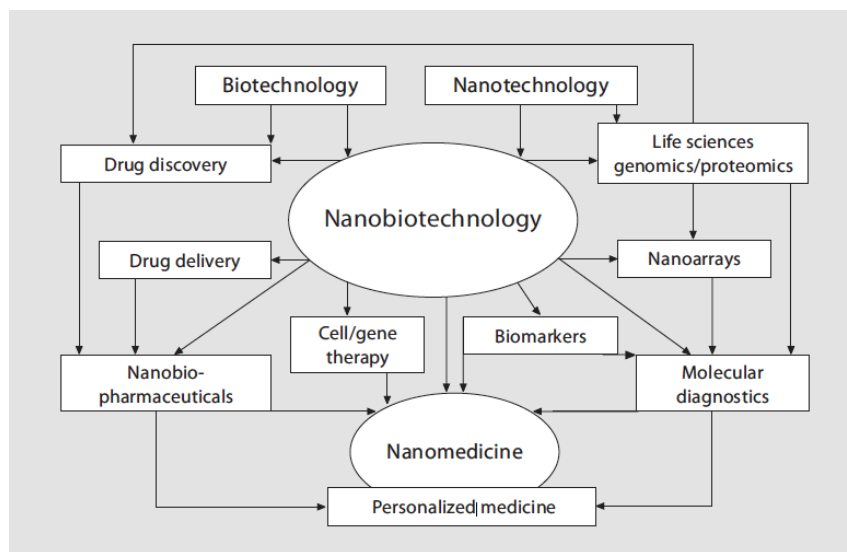 Biotechnology
Nanotechnology
Drug discovery
Life sciences
genomics/proteomics
Nanobiotechnology
Drug delivery
Nanoarrays
Cell/gene
therapy
Biomarkers
Nanobio-
pharmaceuticals
Molecular
diagnostics
Nanomedicine
Personalized medicine